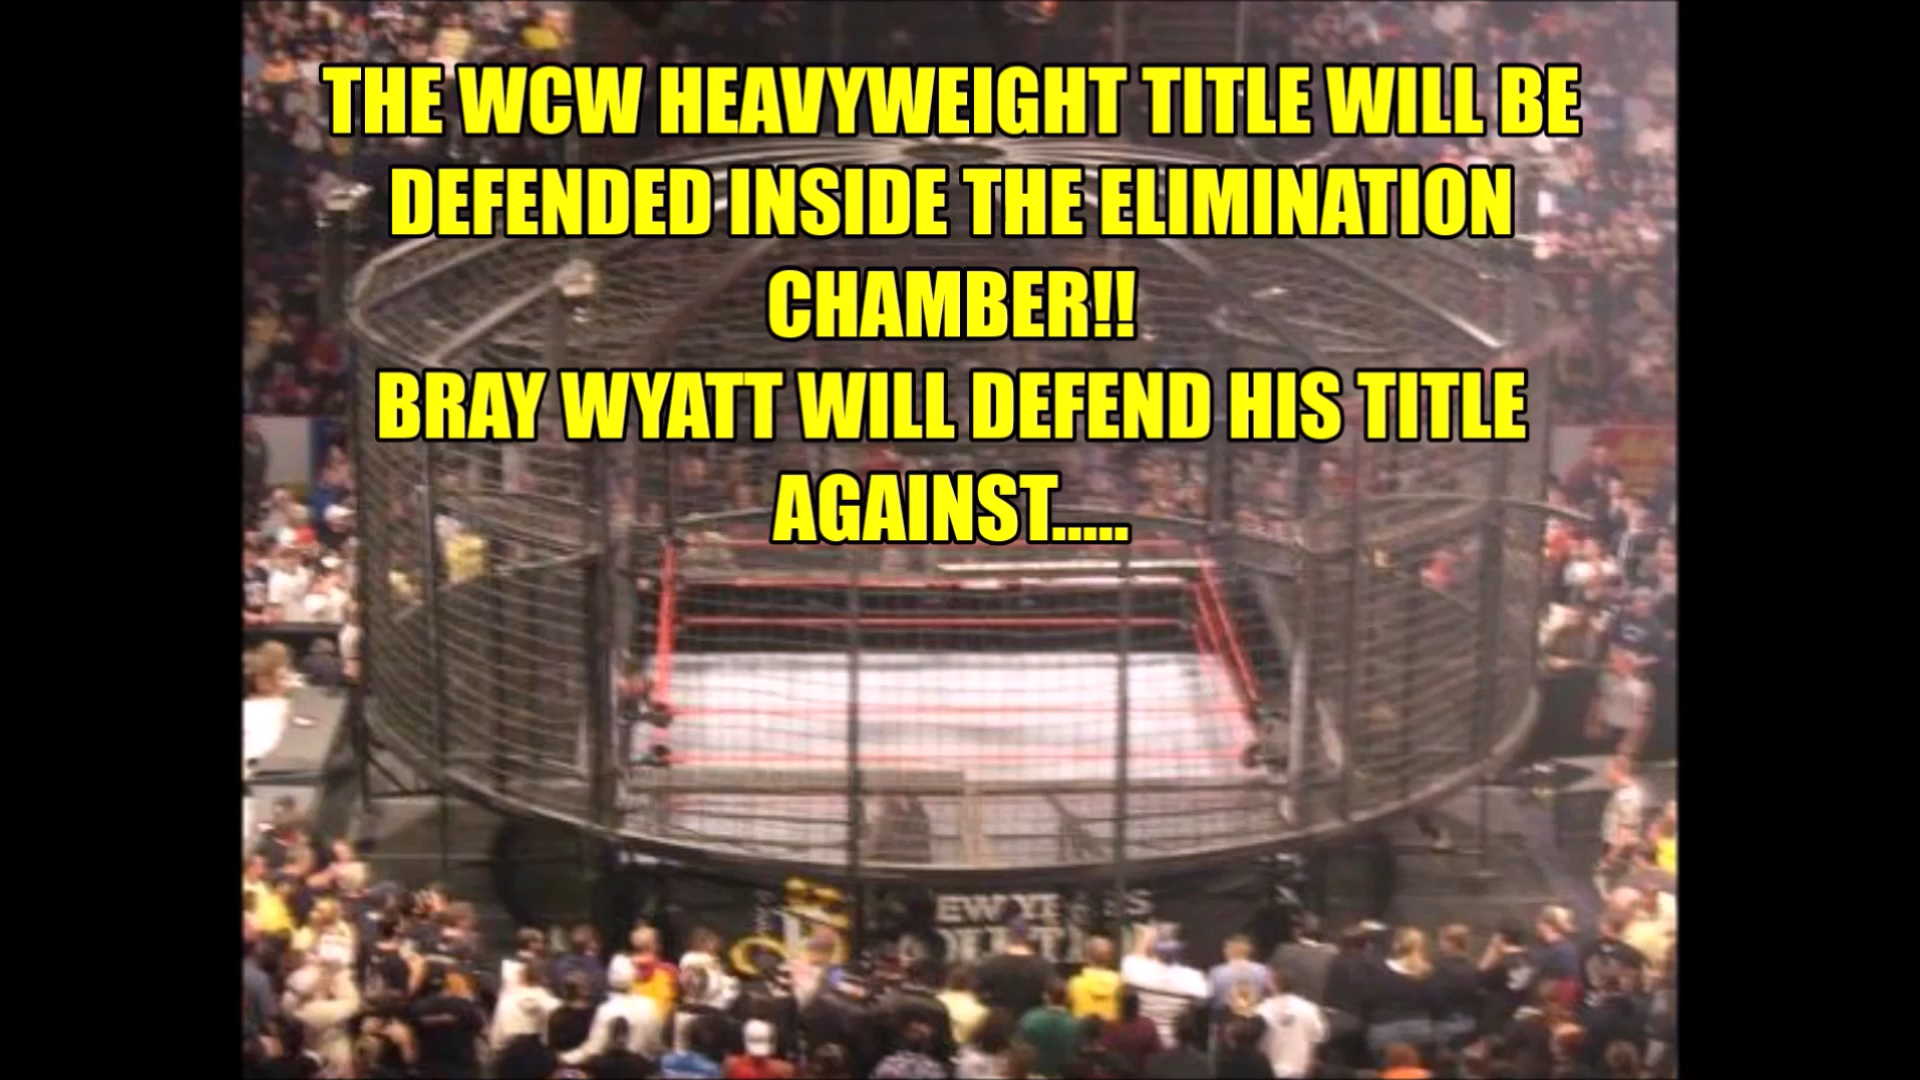 THE WCW HEAVYWEIGHT TITLE WILL BE
DEFENDED INSIDE THE ELIMINATION
CHAMBER!!
BRAY WYATT WILL DEFEND HIS TITLE
AGAINST.....